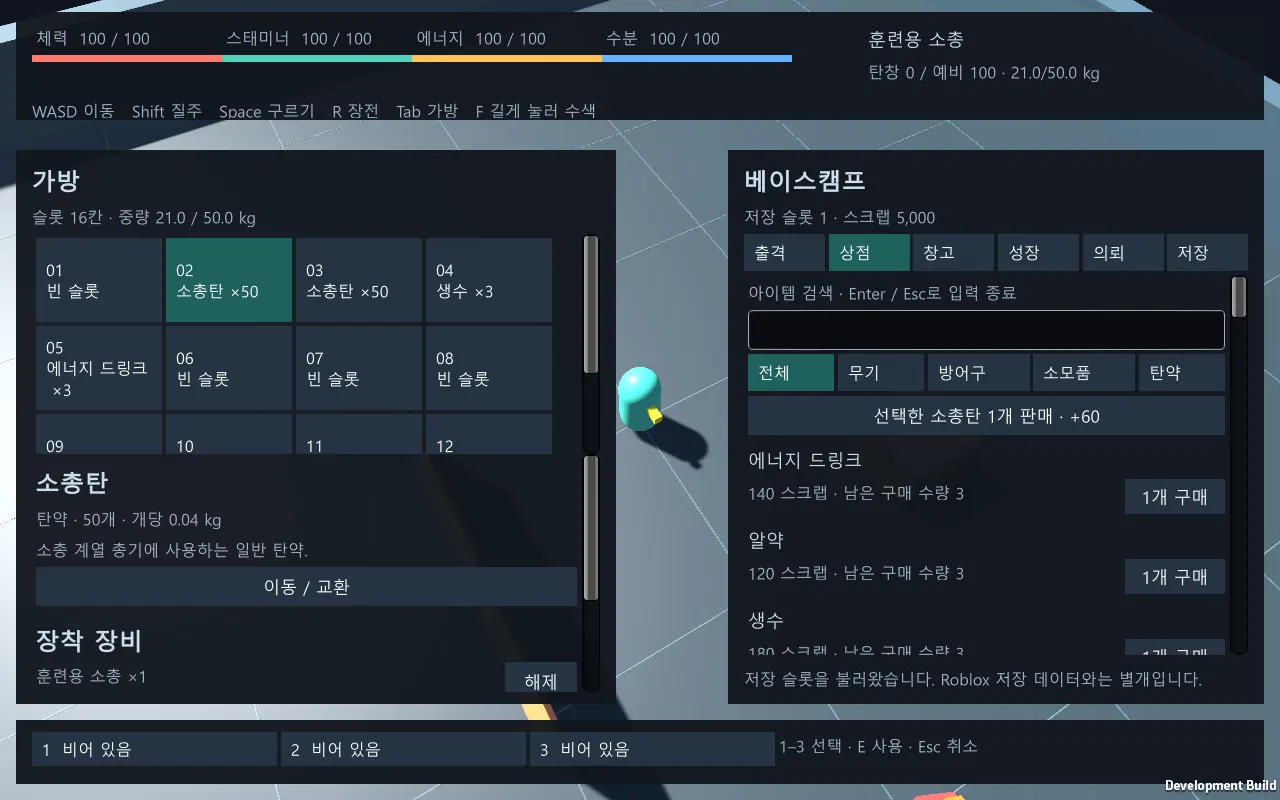 체력 100 / 100 스태미너 100 / 100 에너지 100 / 100 수분 100 / 100
훈련용 소총
탄창 0 / 예비 100 · 21.0/50.0 kg
WASD 이동 Shift 질주 Space 구르기 R 장전 Tab 가방 F 길게 눌러 수색
가방
슬롯 16칸 · 중량 21.0 / 50.0 kg
01
빈 슬롯
02
소총탄 ×50
03
소총탄 ×50
04
생수 ×3
05
에너지 드링크
×3
06
빈 슬롯
07
빈 슬롯
08
빈 슬롯
09
10
11
12
소총탄
탄약 · 50개 · 개당 0.04 kg
소총 계열 총기에 사용하는 일반 탄약.
이동 / 교환
장착 장비
훈련용 소총 ×1
해제
베이스캠프
저장 슬롯 1 · 스크랩 5,000
출격 상점 창고 성장 의뢰 저장
아이템 검색 · Enter / Esc로 입력 종료
전체 무기 방어구 소모품 탄약
선택한 소총탄 1개 판매 · +60
에너지 드링크
140 스크랩 · 남은 구매 수량 3
1개 구매
알약
120 스크랩 · 남은 구매 수량 3
1개 구매
생수
180 스크랩 · 남은 구매 수량 3
1개 구매
저장 슬롯을 불러왔습니다. Roblox 저장 데이터와는 별개입니다.
1 비어 있음
2 비어 있음
3 비어 있음
1–3 선택 · E 사용 · Esc 취소
Development Build